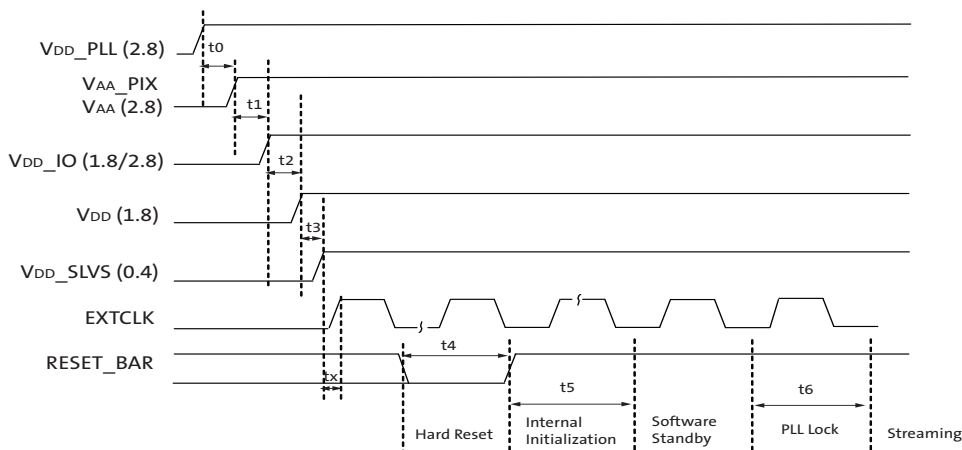 VDD_PLL (2.8)
t0
VAA_PIX
VAA (2.8)
t1
VDD_IO (1.8/2.8)
t2
VDD (1.8)
t3
VDD_SLVS (0.4)
EXTCLK
RESET_BAR
t4
tx
t5
t6
Hard Reset
Internal
Initialization
Software
Standby
PLL Lock
Streaming